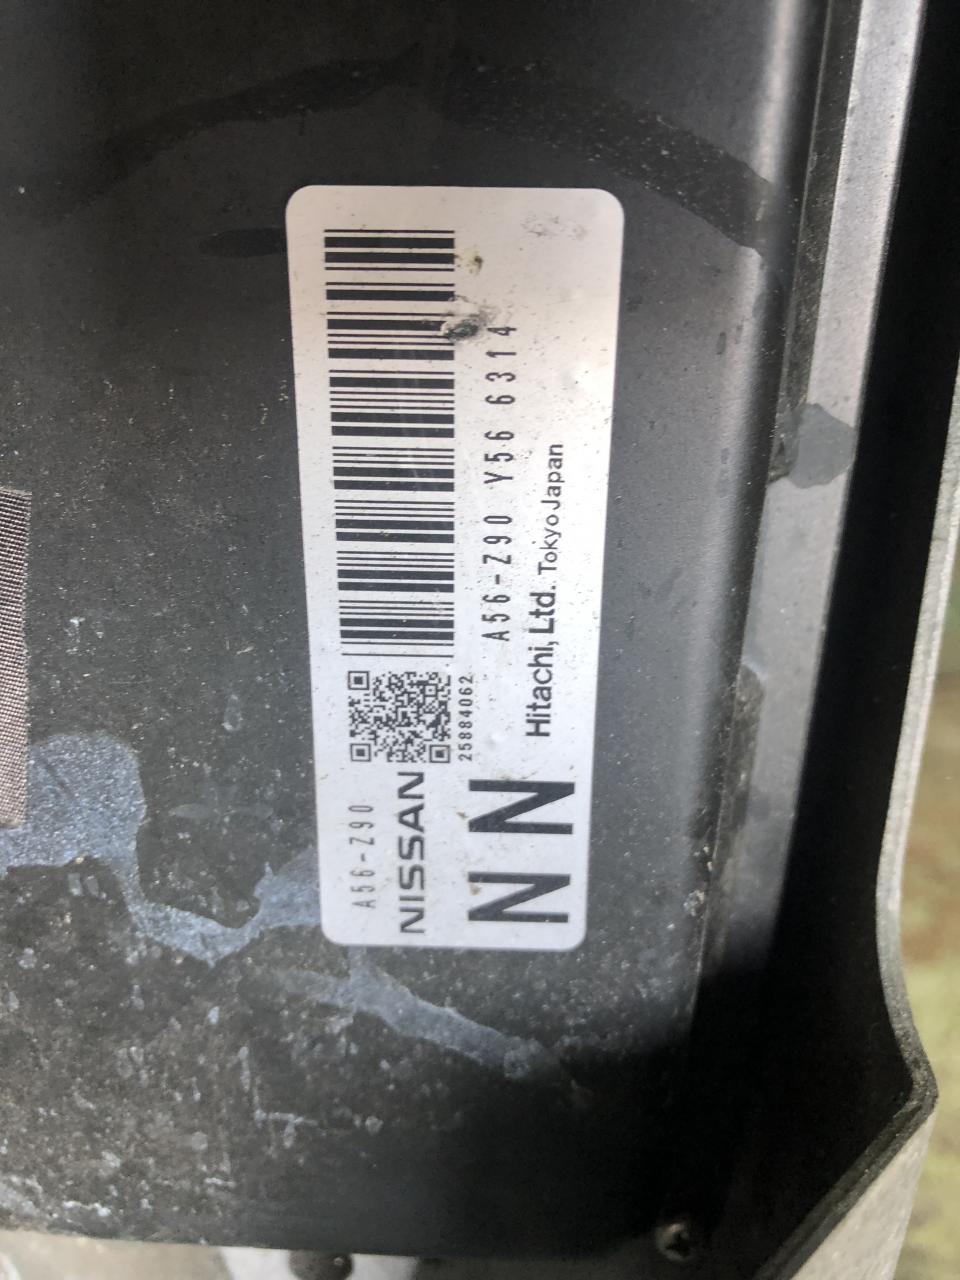 A56-Z90
NISSAN
25884062
NN
A56-Z90 Y56 6314
Hitachi, Ltd. Tokyo Japan